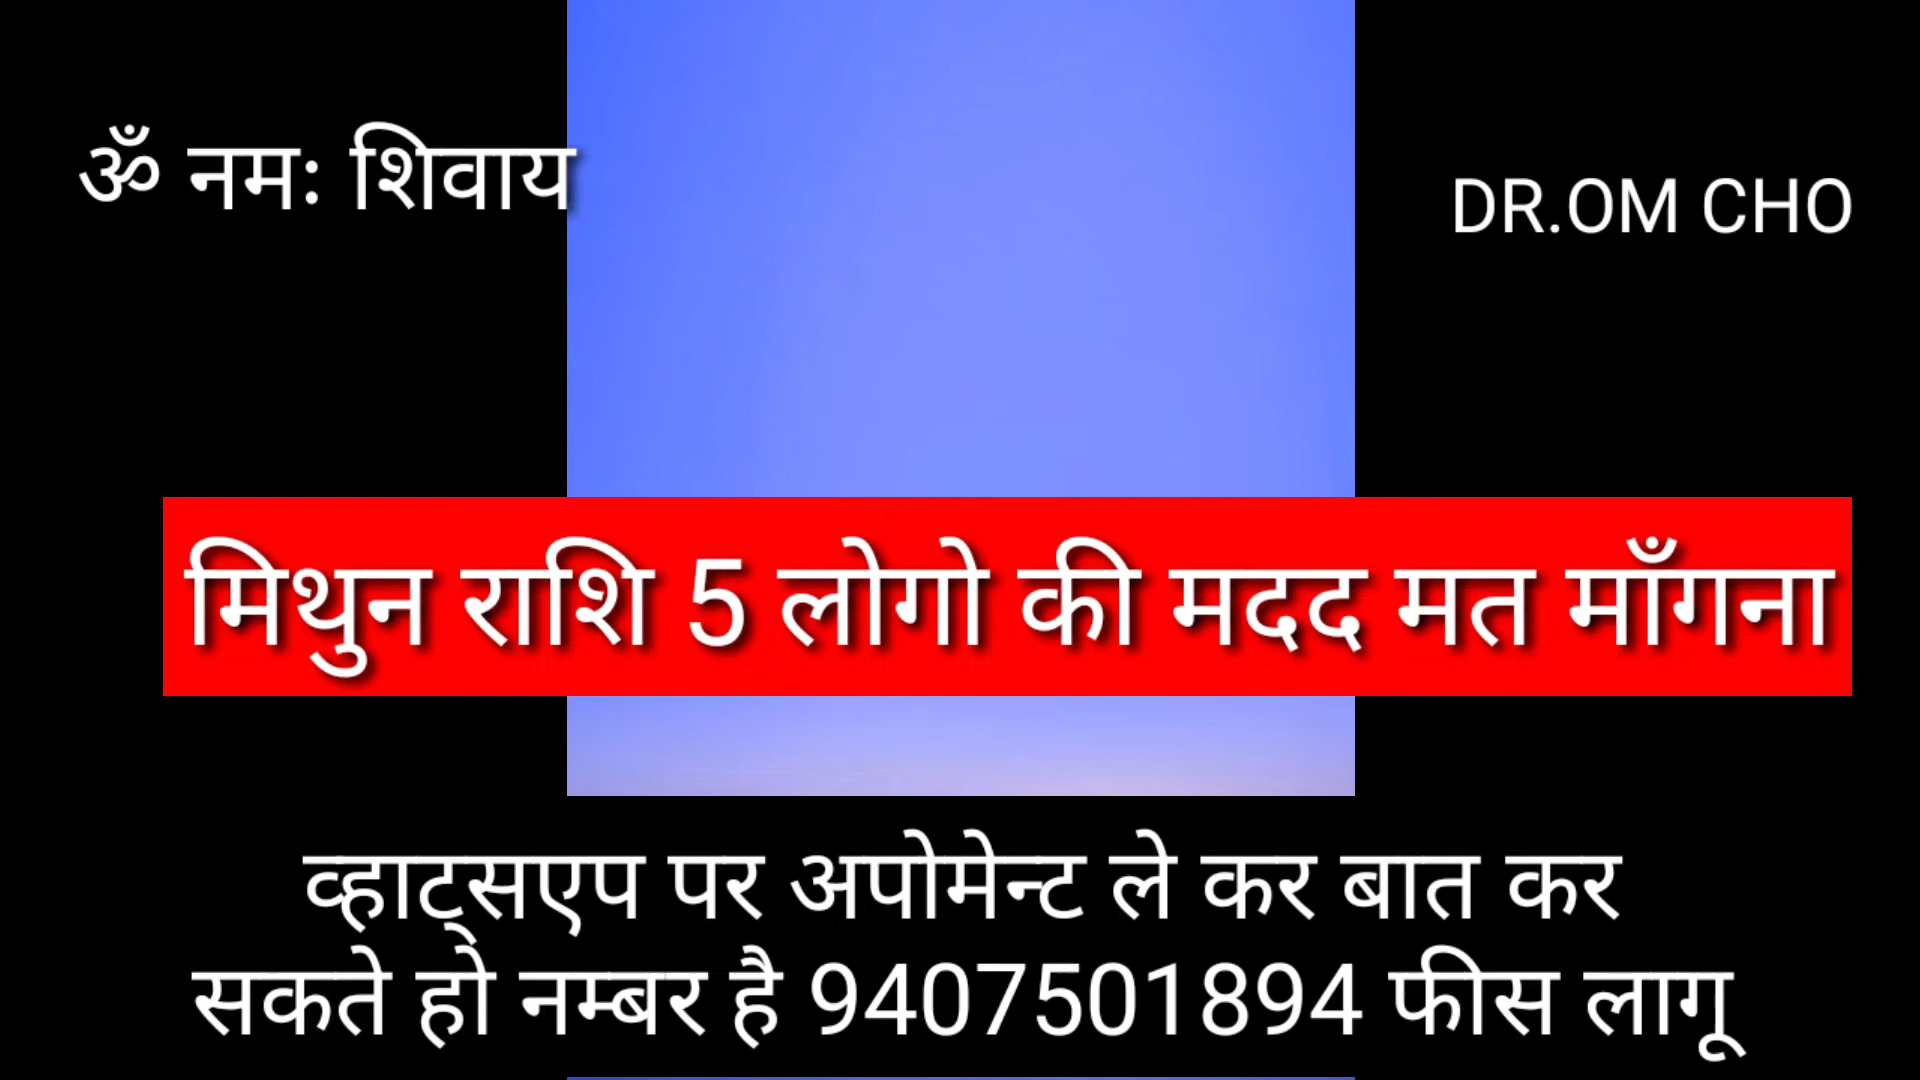 ॐ नमः शिवाय
DR.OM CHO
मिथुन राशि 5 लोगो की मदद मत माँगना
व्हाट्सएप पर अपोमेन्ट ले कर बात कर
सकते हो नम्बर है 9407501894 फीस लागू